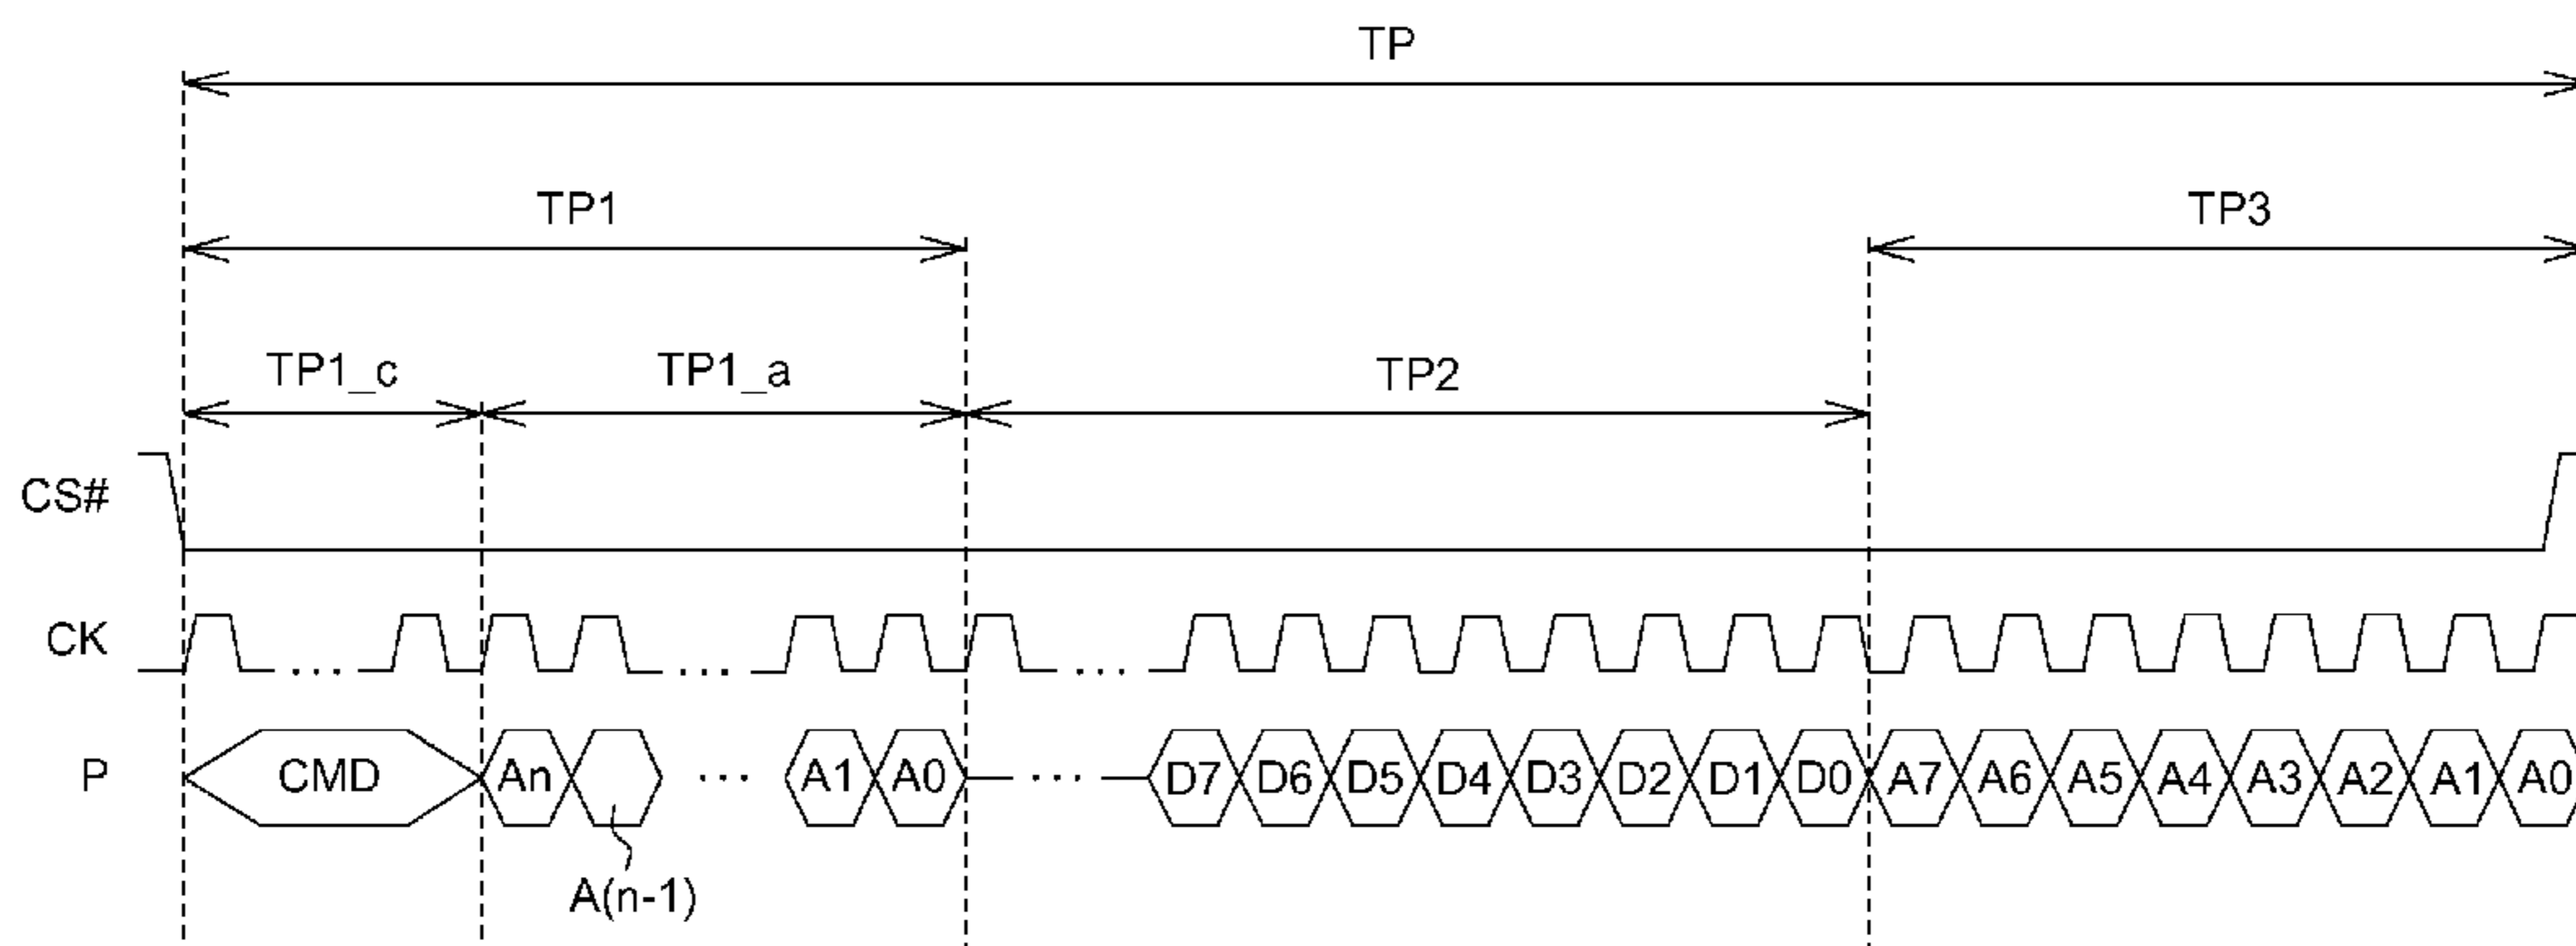 TP
TP1 TP3
TP1_c TP1_a TP2
CS#
CK ... ... ...
P CMD An ... A1 A0 ... D7 D6 D5 D4 D3 D2 D1 D0 A7 A6 A5 A4 A3 A2 A1 A0
A(n-1)